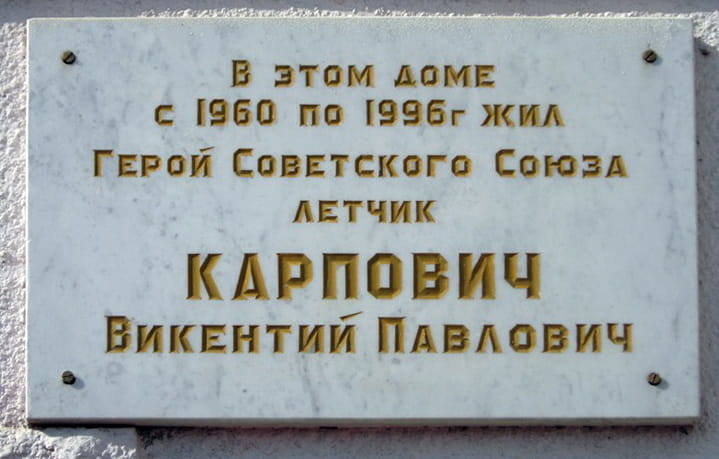 В этом доме
с 1960 по 1996г жил
Герой Советского Союза
летчик
КАРПОВИЧ
Викентий Павлович